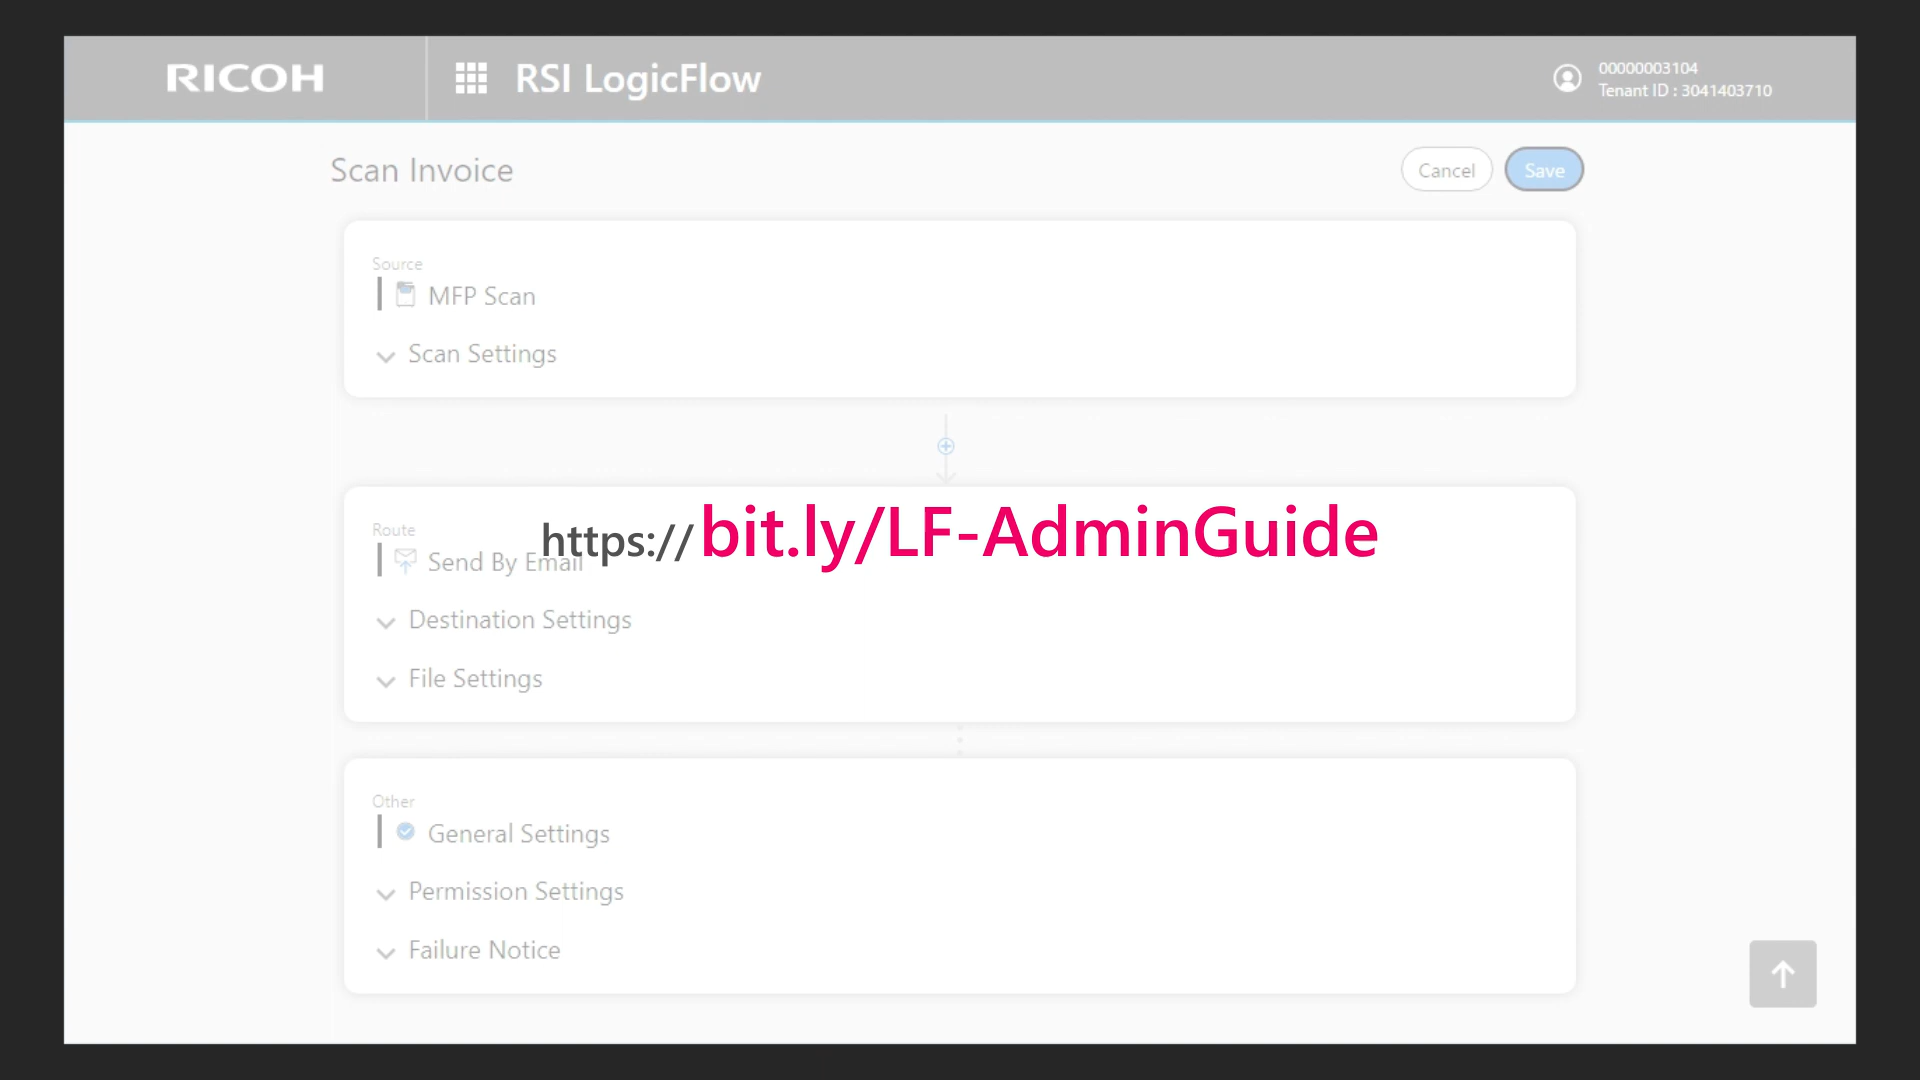 RICOH
RSI LogicFlow
00000003104
Tenant ID : 3041403710
Scan Invoice
Cancel
Save
Source
MFP Scan
Scan Settings
https://bit.ly/LF-AdminGuide
Route
Send By Email
Destination Settings
File Settings
Other
General Settings
Permission Settings
Failure Notice